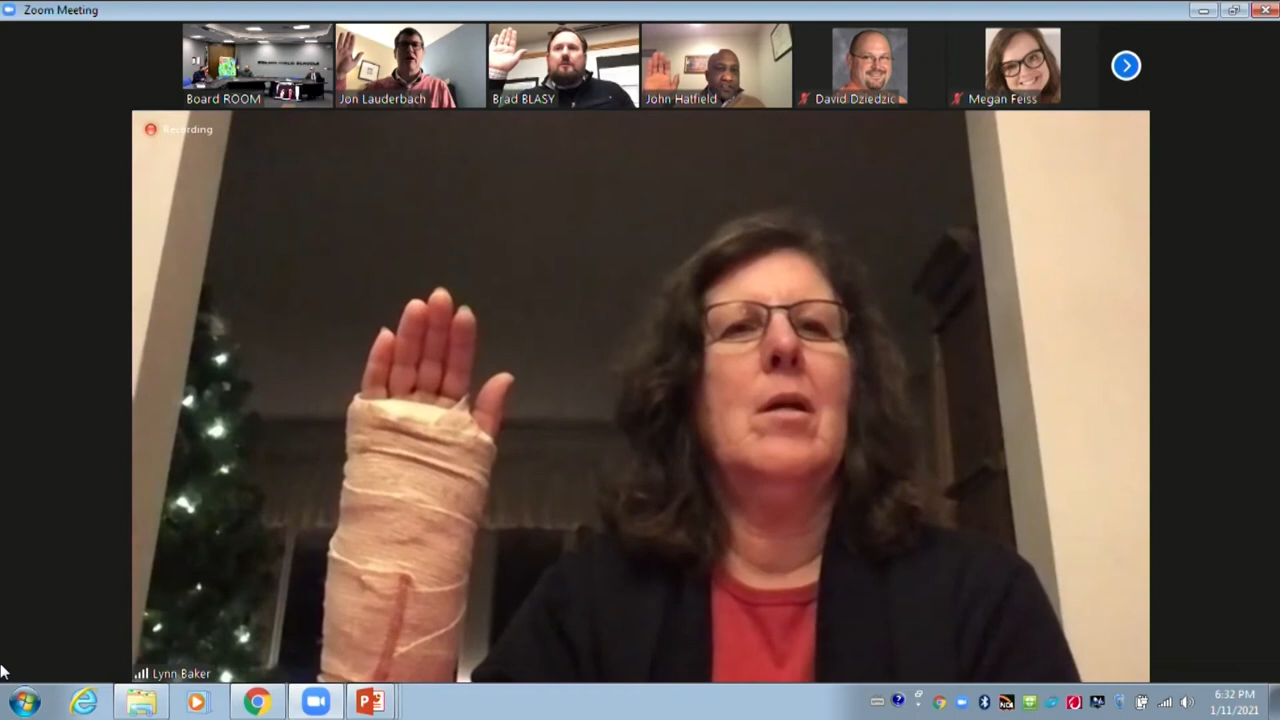 Zoom Meeting
Board ROOM
Jon Lauderbach
Brad BLASY
John Hatfield
David Dziedzic
Megan Feiss
Recording
Lynn Baker
6:32 PM
1/11/2021